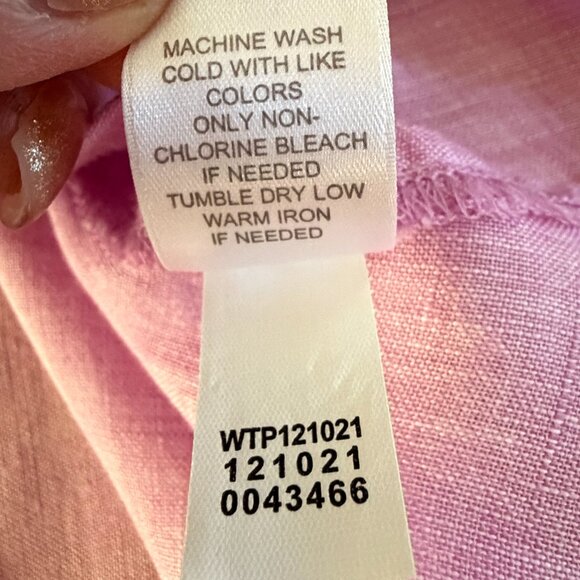 MACHINE WASH
COLD WITH LIKE
COLORS
ONLY NON-
CHLORINE BLEACH
IF NEEDED
TUMBLE DRY LOW
WARM IRON
IF NEEDED
WTP121021
121021
0043466